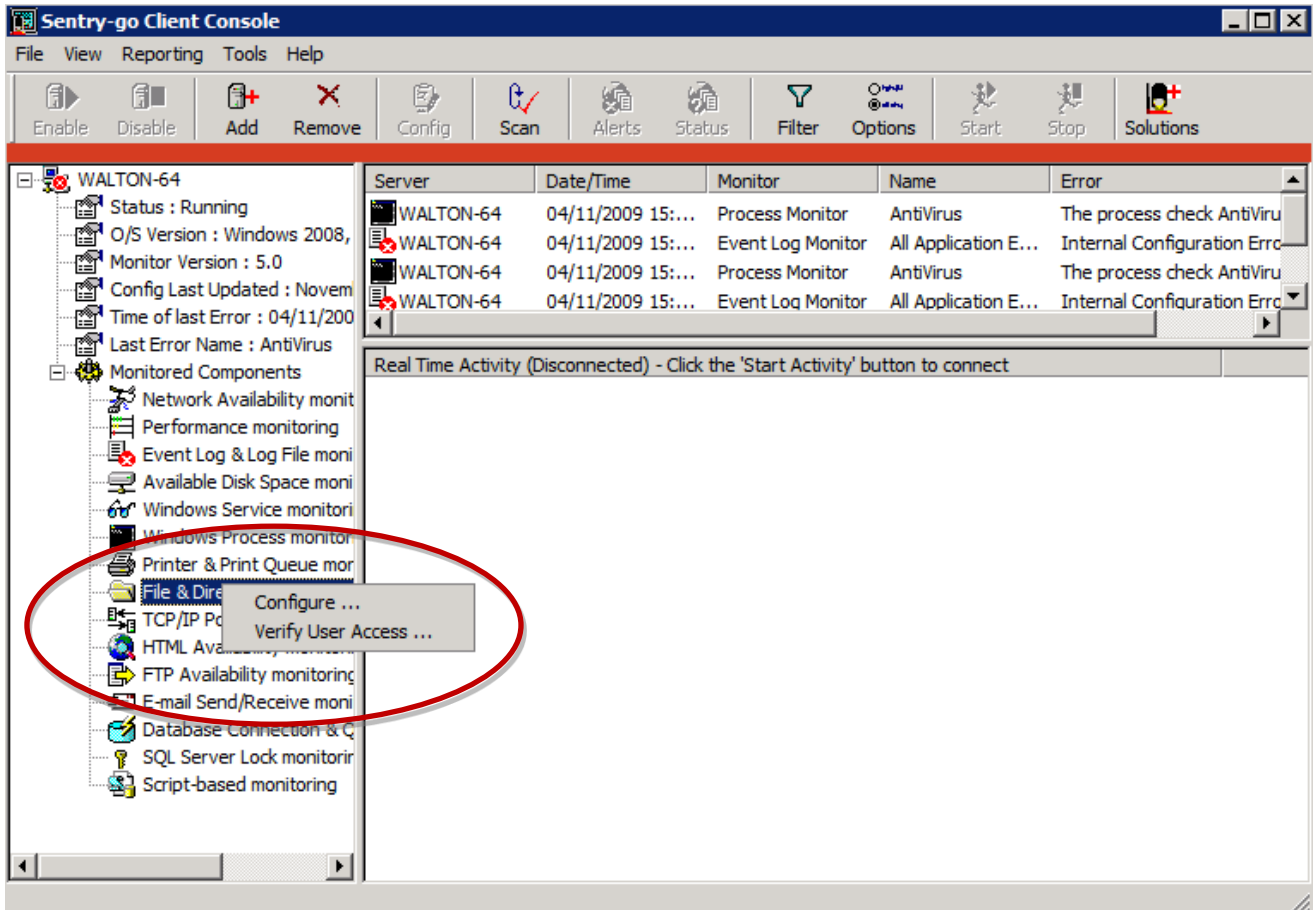 Sentry-go Client Console
File View Reporting Tools Help
Enable Disable Add Remove Config Scan Alerts Status Filter Options Start Stop Solutions
WALTON-64
Status : Running
O/S Version : Windows 2008,
Monitor Version : 5.0
Config Last Updated : Novem
Time of last Error : 04/11/200
Last Error Name : AntiVirus
Monitored Components
Network Availability monit
Performance monitoring
Event Log & Log File moni
Available Disk Space moni
Windows Service monitori
Windows Process monitor
Printer & Print Queue mor
File & Dire
TCP/IP Po
HTML Availability monitori
FTP Availability monitoring
E-mail Send/Receive moni
Database Connection & Q
SQL Server Lock monitorir
Script-based monitoring
Configure ...
Verify User Access ...
Server Date/Time Monitor Name Error
WALTON-64 04/11/2009 15:... Process Monitor AntiVirus The process check AntiViru
WALTON-64 04/11/2009 15:... Event Log Monitor All Application E... Internal Configuration Erro
WALTON-64 04/11/2009 15:... Process Monitor AntiVirus The process check AntiViru
WALTON-64 04/11/2009 15:... Event Log Monitor All Application E... Internal Configuration Erro
Real Time Activity (Disconnected) - Click the 'Start Activity' button to connect